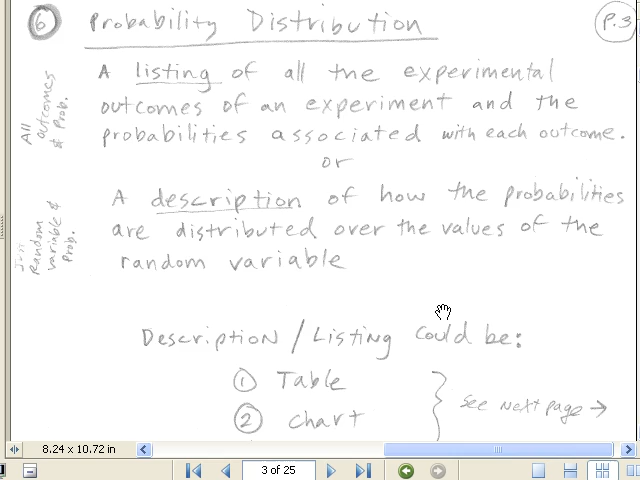 6 Probability Distribution
P.3
All outcomes & Prob.
A listing of all the experimental
outcomes of an experiment and the
probabilities associated with each outcome.
or
Just Random variable & Prob.
A description of how the probabilities
are distributed over the values of the
random variable
Description / Listing could be:
1 Table
2 Chart
See Next page →
8.24 x 10.72 in
3 of 25